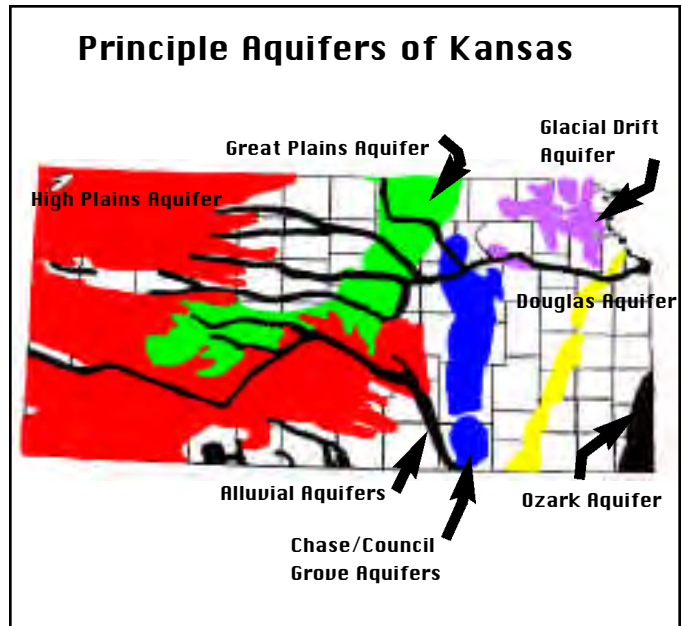 Principle Aquifers of Kansas
Great Plains Aquifer
Glacial Drift
Aquifer
High Plains Aquifer
Douglas Aquifer
Alluvial Aquifers
Ozark Aquifer
Chase/Council
Grove Aquifers